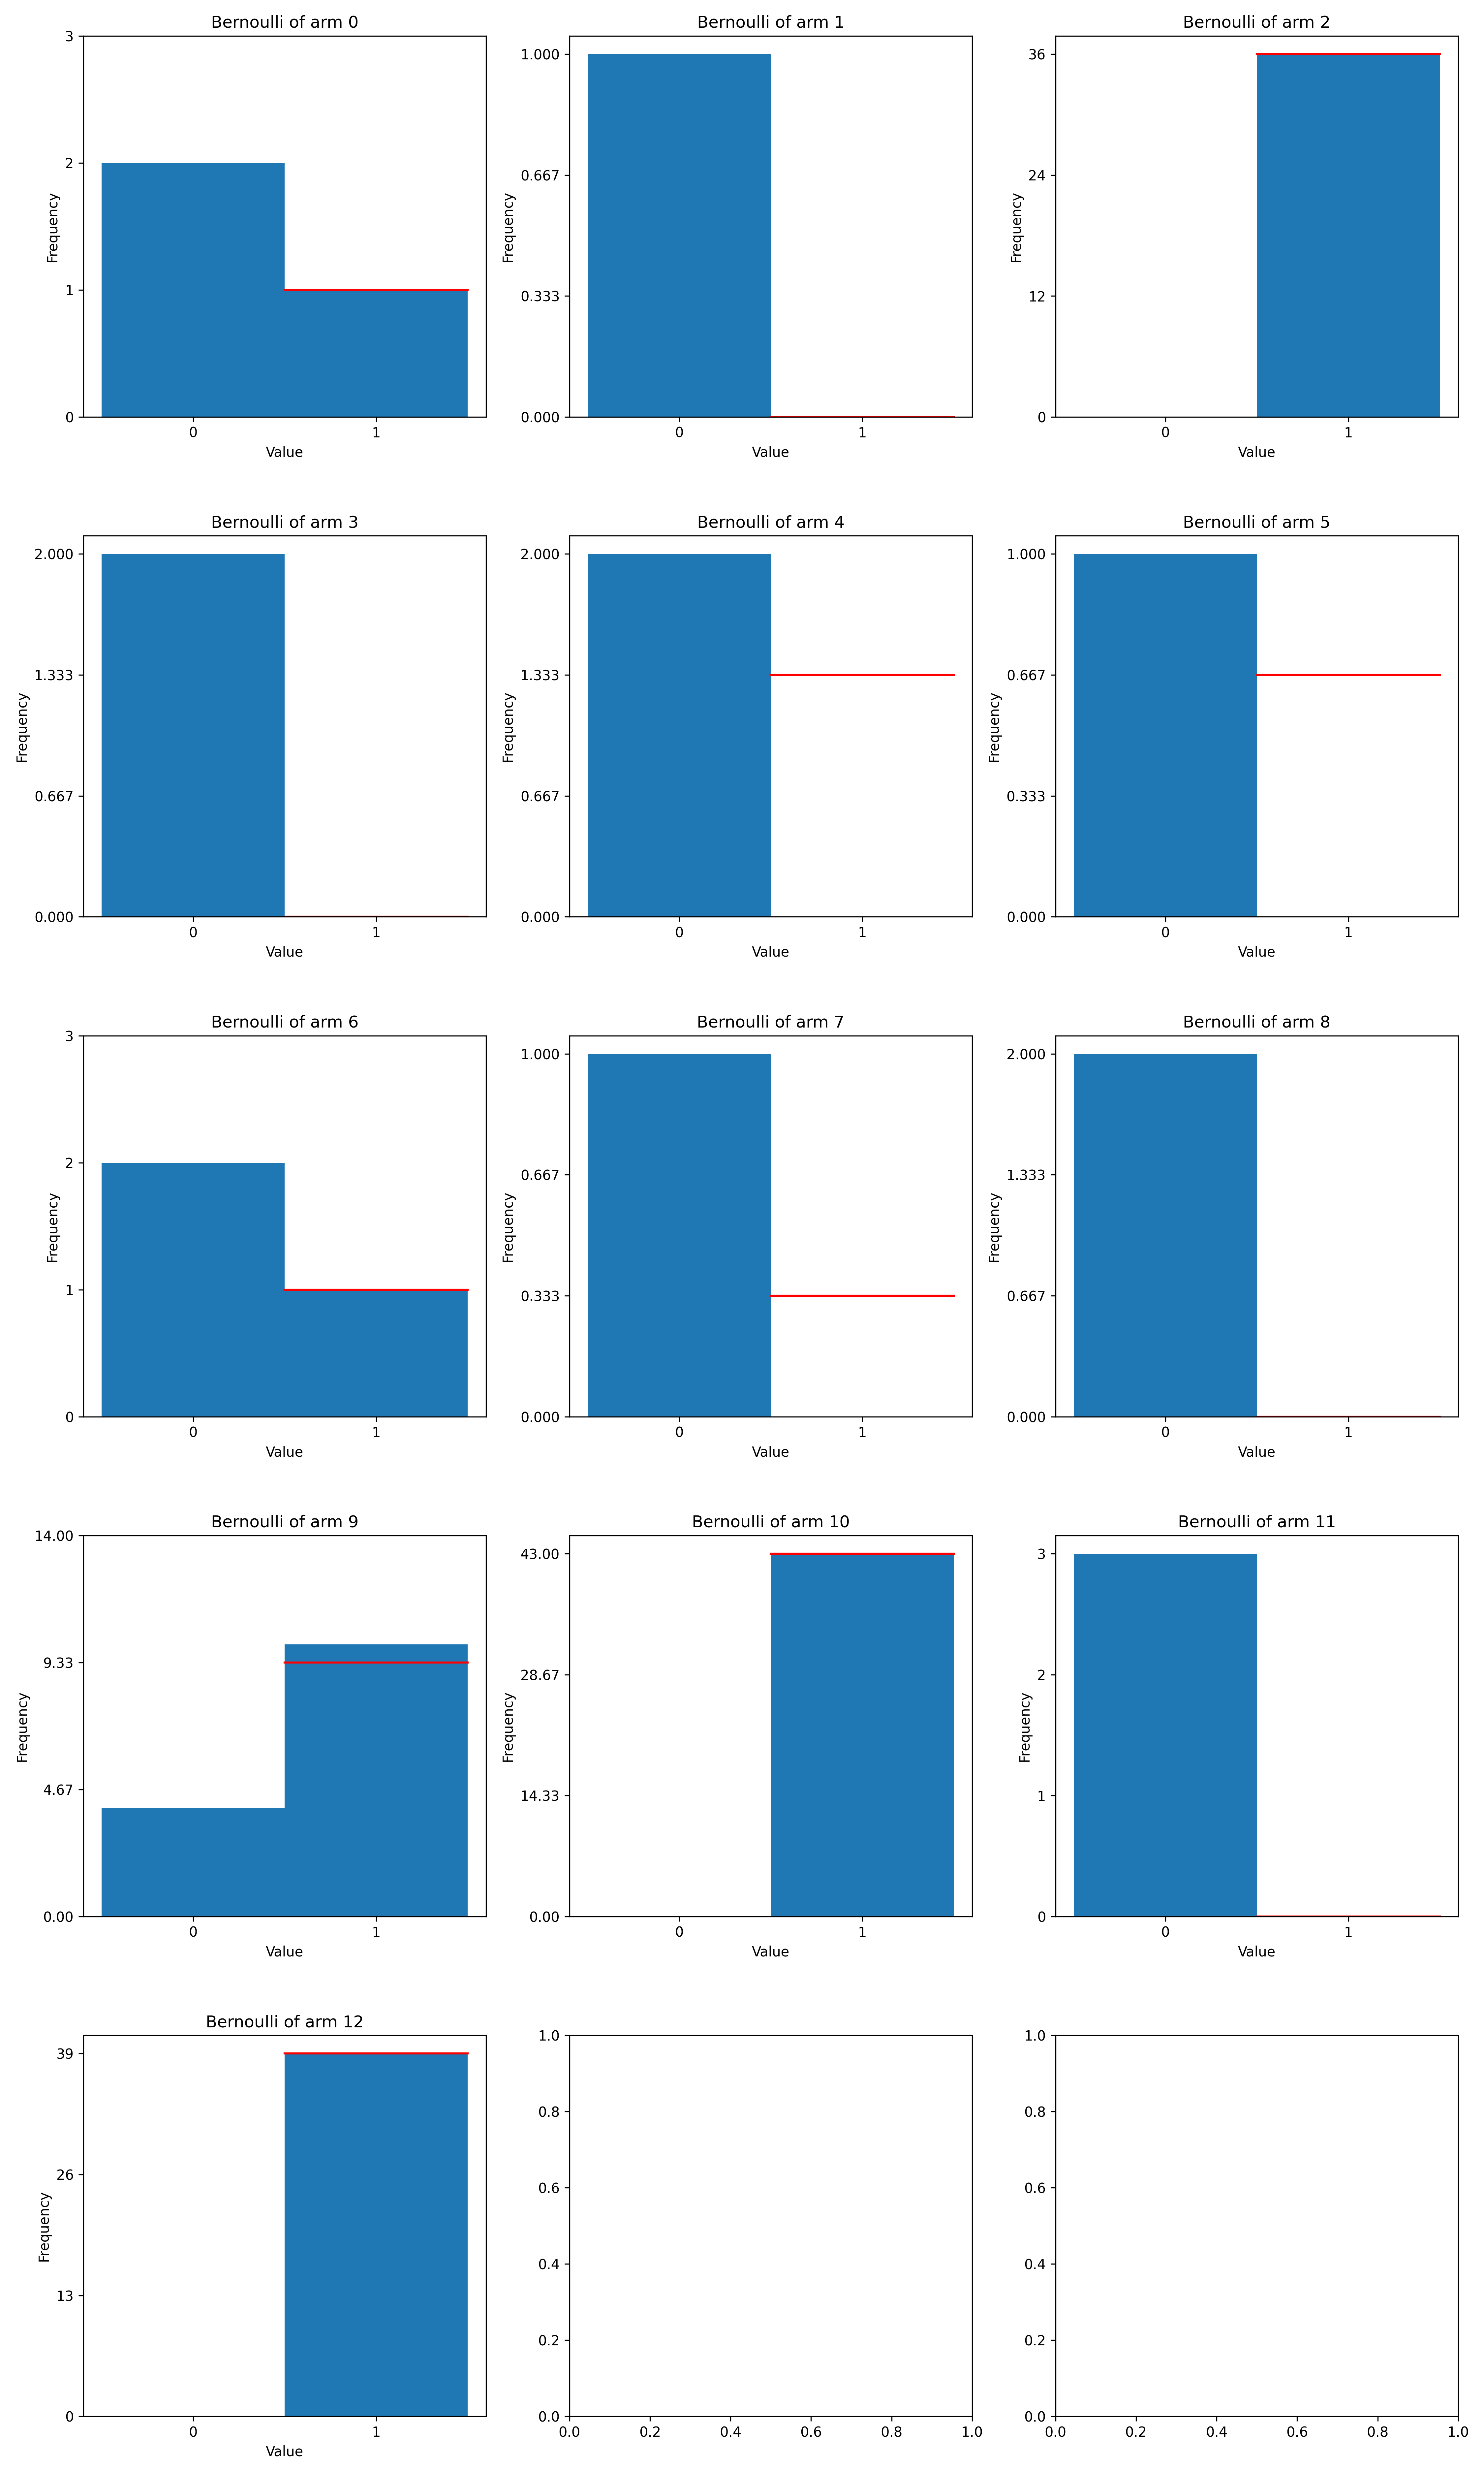 Bernoulli of arm 0
Frequency
3
2
1
0
0 1
Value
Bernoulli of arm 1
Frequency
1.000
0.667
0.333
0.000
0 1
Value
Bernoulli of arm 2
Frequency
36
24
12
0
0 1
Value
Bernoulli of arm 3
Frequency
2.000
1.333
0.667
0.000
0 1
Value
Bernoulli of arm 4
Frequency
2.000
1.333
0.667
0.000
0 1
Value
Bernoulli of arm 5
Frequency
1.000
0.667
0.333
0.000
0 1
Value
Bernoulli of arm 6
Frequency
3
2
1
0
0 1
Value
Bernoulli of arm 7
Frequency
1.000
0.667
0.333
0.000
0 1
Value
Bernoulli of arm 8
Frequency
2.000
1.333
0.667
0.000
0 1
Value
Bernoulli of arm 9
Frequency
14.00
9.33
4.67
0.00
0 1
Value
Bernoulli of arm 10
Frequency
43.00
28.67
14.33
0.00
0 1
Value
Bernoulli of arm 11
Frequency
3
2
1
0
0 1
Value
Bernoulli of arm 12
Frequency
39
26
13
0
0 1
Value
1.0
0.8
0.6
0.4
0.2
0.0
0.0 0.2 0.4 0.6 0.8 1.0
1.0
0.8
0.6
0.4
0.2
0.0
0.0 0.2 0.4 0.6 0.8 1.0